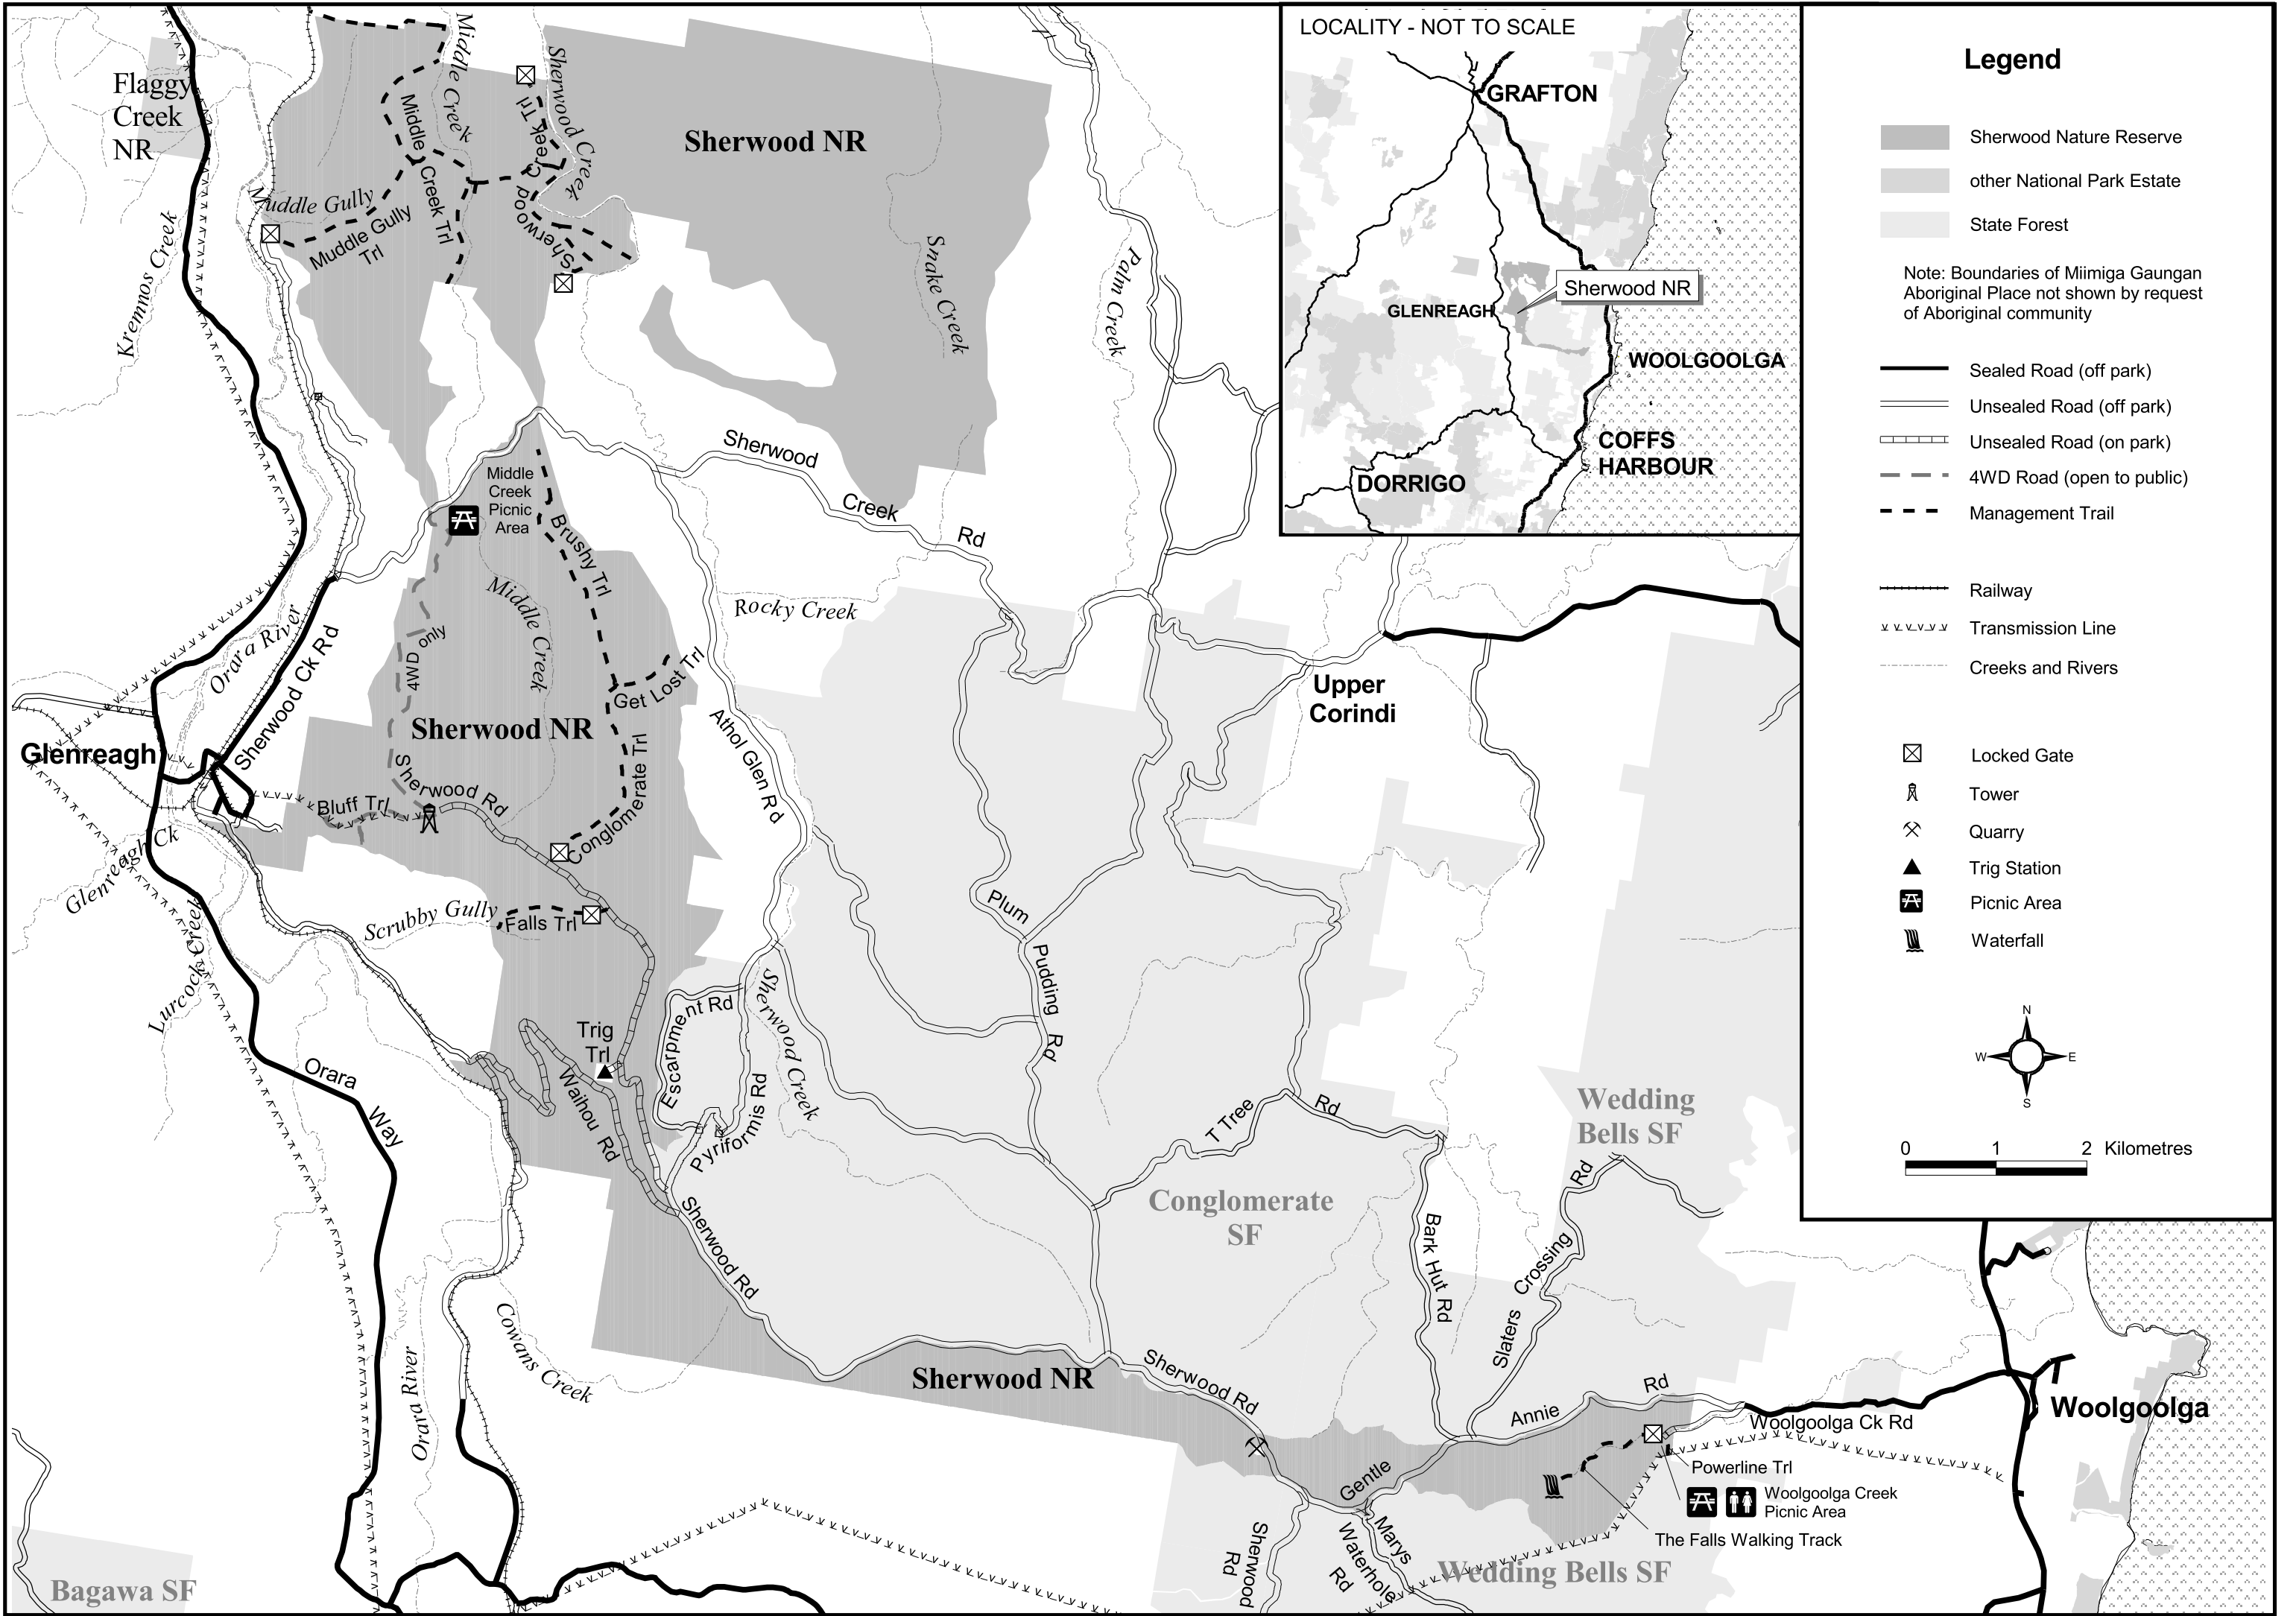 Flaggy
Creek
NR
Middle Creek
Sherwood Creek
Sherwood NR
Middle Creek Trl
Sherwood Creek Trl
Muddle Gully
Muddle Gully
Trl
Kremnos Creek
Snake Creek
Palm Creek
Sherwood Creek Rd
Middle
Creek
Picnic
Area
Brushy Trl
Middle Creek
Rocky Creek
Orara River
Sherwood Ck Rd
4WD only
Get Lost Trl
Sherwood NR
Glenreagh
Athol Glen Rd
Upper
Corindi
Sherwood Rd
Bluff Trl
Conglomerate Trl
Glenreagh Ck
Scrubby Gully
Falls Trl
Lurcock Creek
Plum Pudding Rd
Trig
Trl
Escarpment Rd
Sherwood Creek
Orara Way
Waihou Rd
Pyriformis Rd
T Tree Rd
Wedding
Bells SF
Conglomerate
SF
Sherwood Rd
Bark Hut Rd
Slaters Crossing Rd
Cowans Creek
Orara River
Sherwood NR
Sherwood Rd
Gentle Annie Rd
Woolgoolga Ck Rd
Woolgoolga
Powerline Trl
Woolgoolga Creek
Picnic Area
The Falls Walking Track
Sherwood
Rd
Marys
Waterhole
Rd
Wedding Bells SF
Bagawa SF
LOCALITY - NOT TO SCALE
GRAFTON
Sherwood NR
GLENREAGH
WOOLGOOLGA
COFFS
HARBOUR
DORRIGO
Legend
Sherwood Nature Reserve
other National Park Estate
State Forest
Note: Boundaries of Miimiga Gaungan
Aboriginal Place not shown by request
of Aboriginal community
Sealed Road (off park)
Unsealed Road (off park)
Unsealed Road (on park)
4WD Road (open to public)
Management Trail
Railway
Transmission Line
Creeks and Rivers
Locked Gate
Tower
Quarry
Trig Station
Picnic Area
Waterfall
N
W E
S
0 1 2 Kilometres